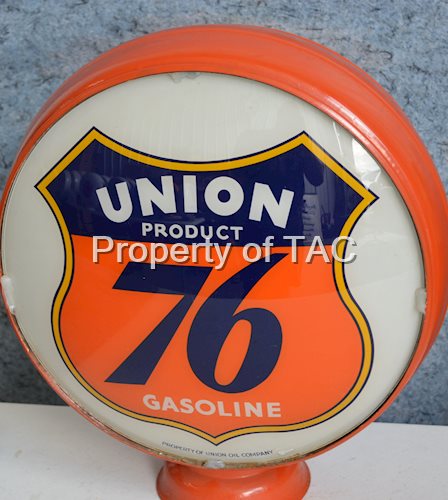 UNION
PRODUCT
Property of TAC
76
GASOLINE
PROPERTY OF UNION OIL COMPANY